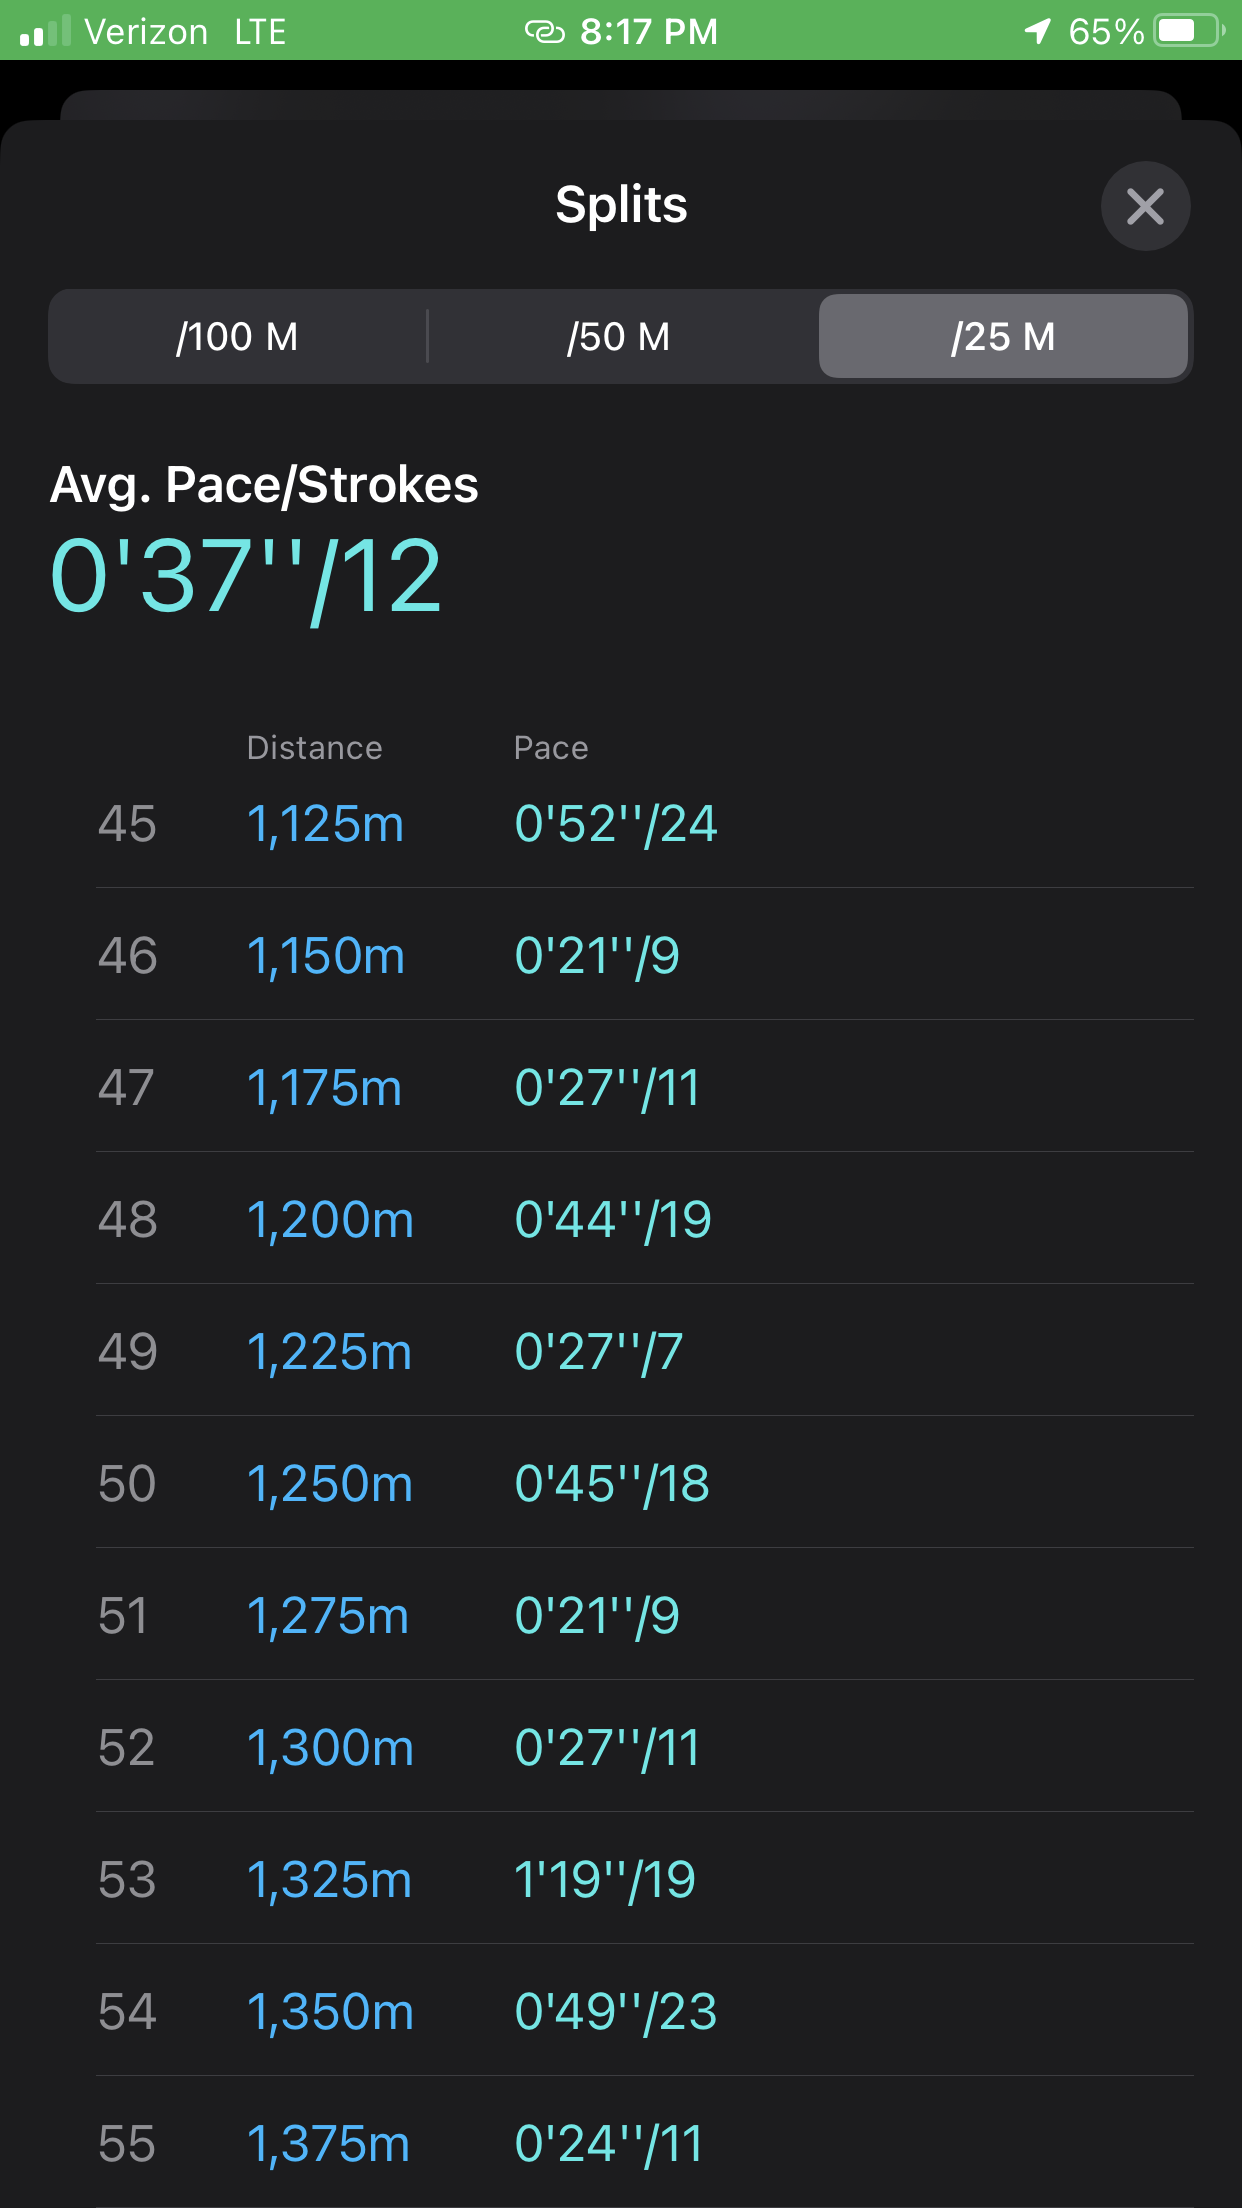 Verizon LTE 8:17 PM 65%
Splits
/100 M /50 M /25 M
Avg. Pace/Strokes
0'37''/12
Distance Pace
45 1,125m 0'52''/24
46 1,150m 0'21''/9
47 1,175m 0'27''/11
48 1,200m 0'44''/19
49 1,225m 0'27''/7
50 1,250m 0'45''/18
51 1,275m 0'21''/9
52 1,300m 0'27''/11
53 1,325m 1'19''/19
54 1,350m 0'49''/23
55 1,375m 0'24''/11